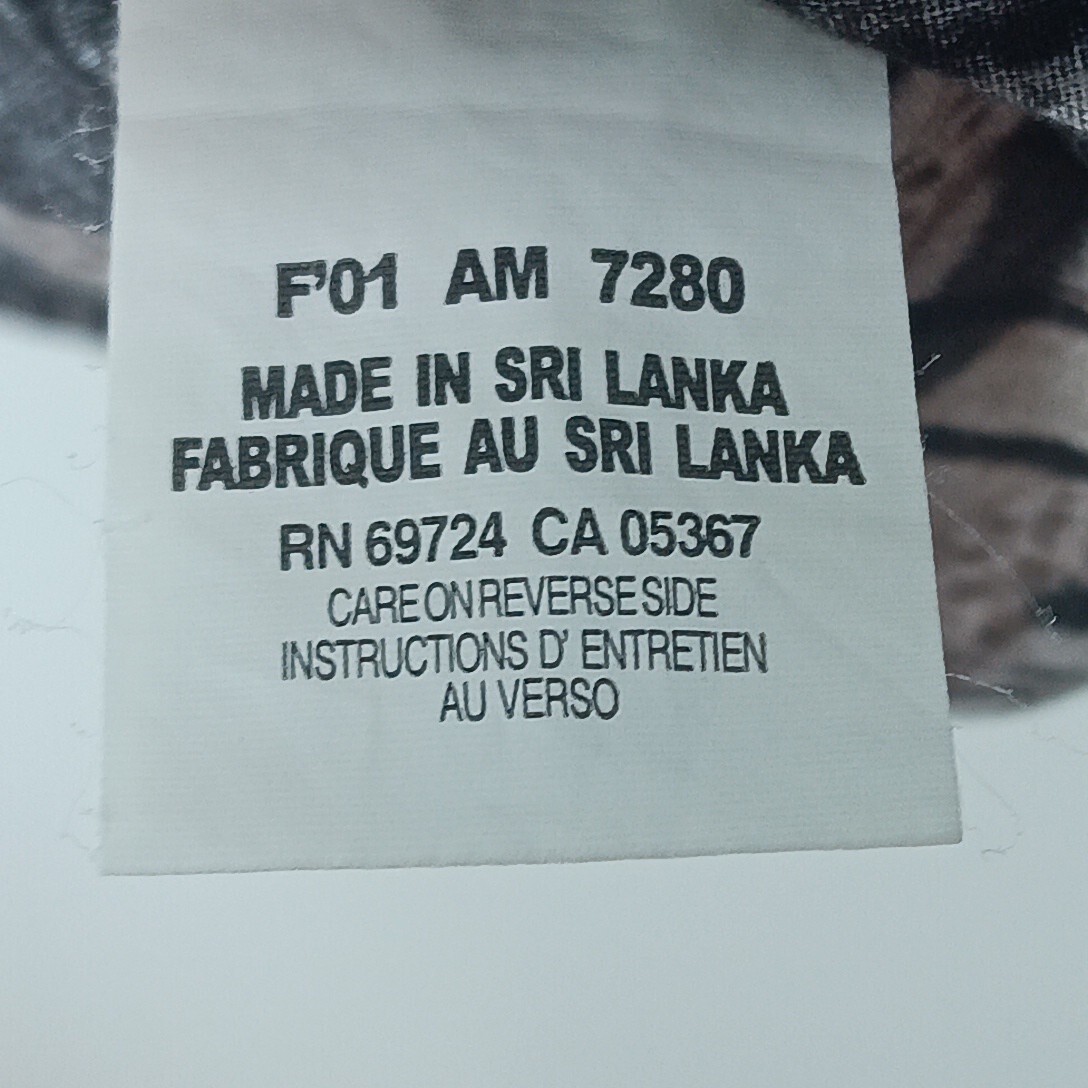 F'01 AM 7280
MADE IN SRI LANKA
FABRIQUE AU SRI LANKA
RN 69724 CA 05367
CARE ON REVERSE SIDE
INSTRUCTIONS D' ENTRETIEN
AU VERSO